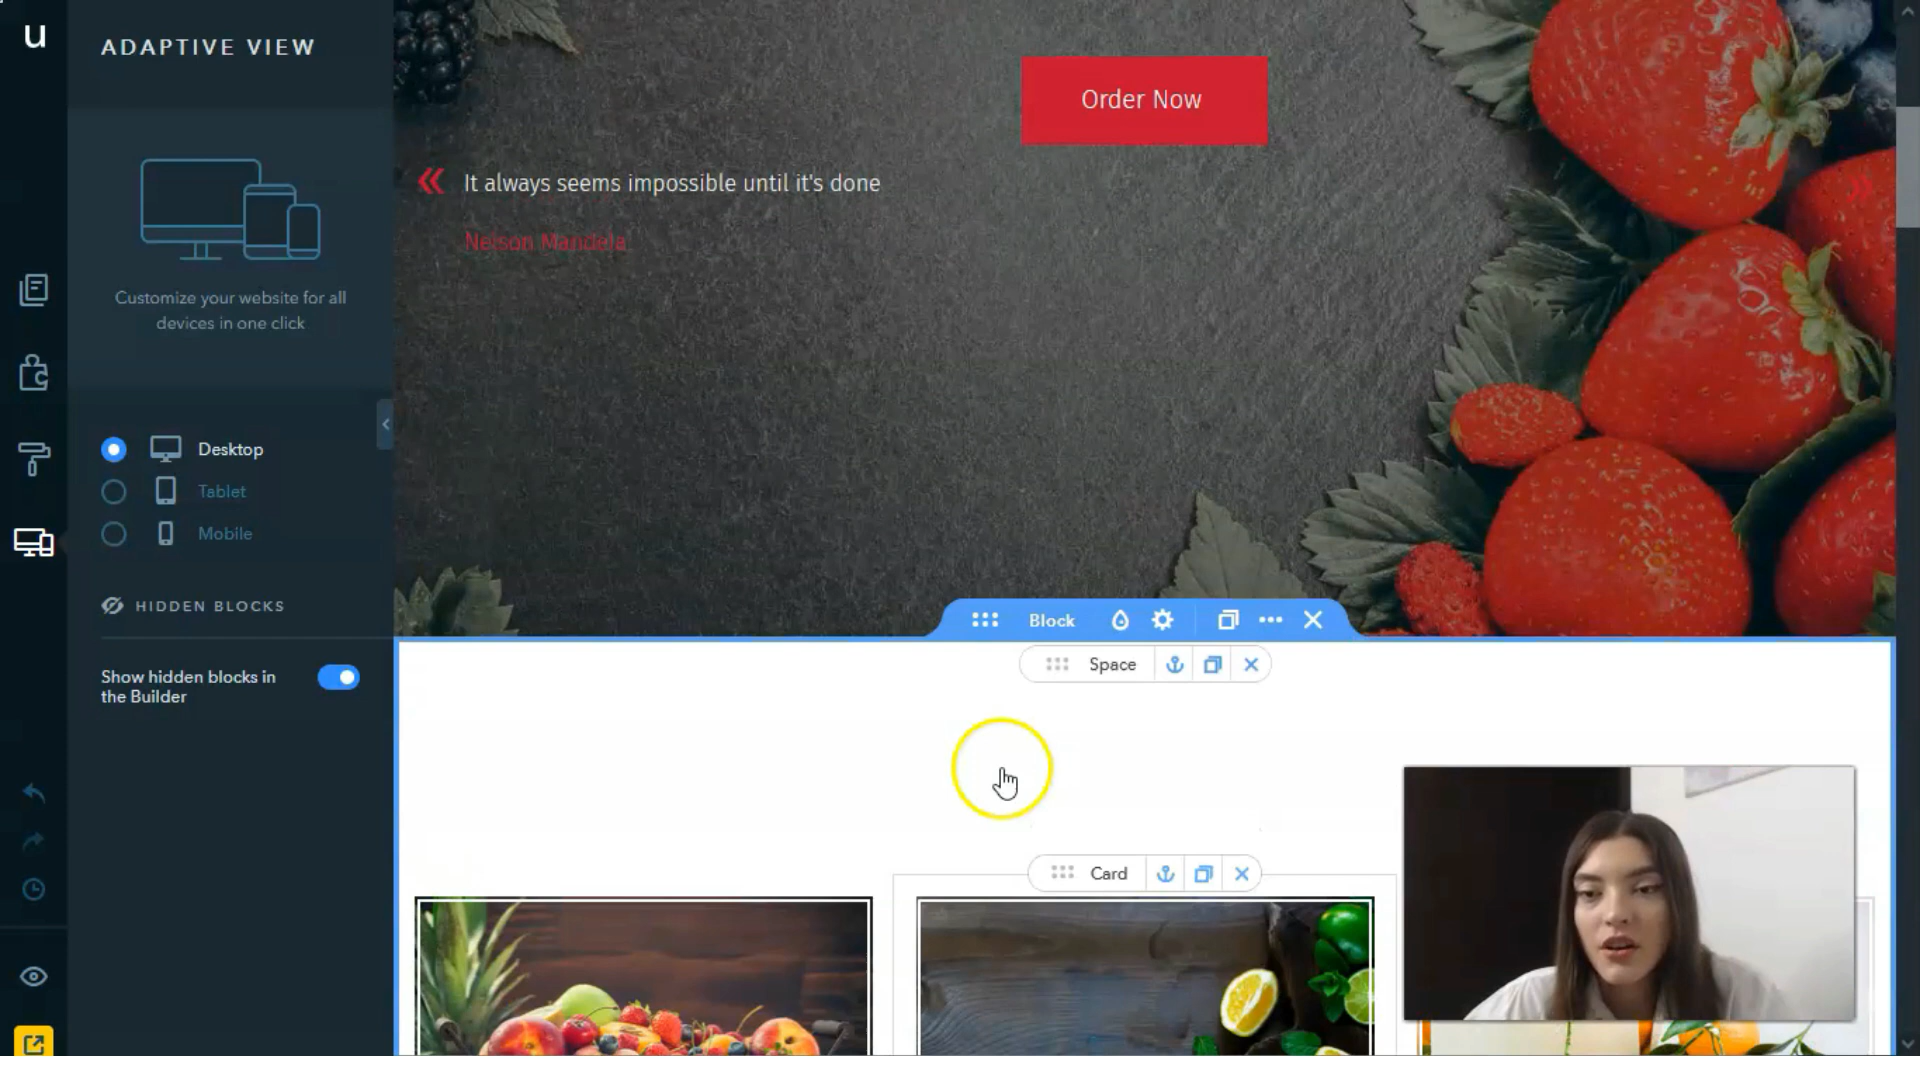 u
ADAPTIVE VIEW
Customize your website for all
devices in one click
Desktop
Tablet
Mobile
HIDDEN BLOCKS
Show hidden blocks in
the Builder
Order Now
« It always seems impossible until it's done »
Nelson Mandela
Block
Space
Card